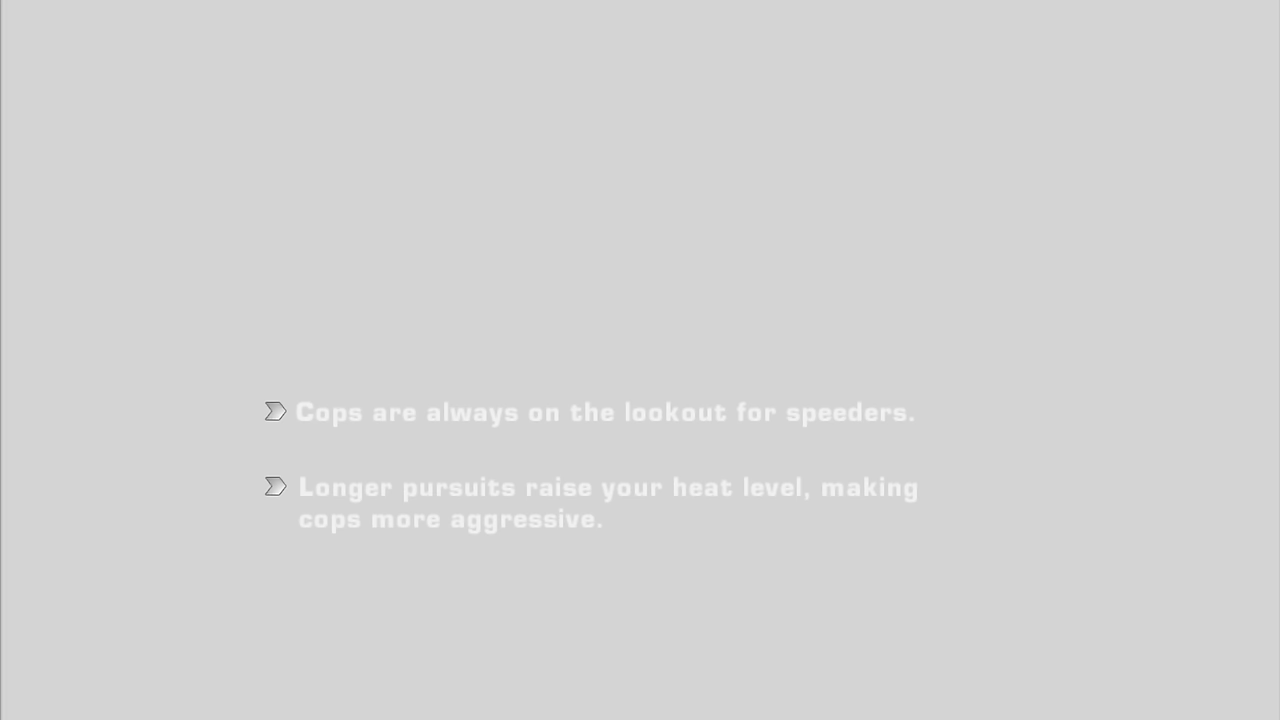 Cops are always on the lookout for speeders.
Longer pursuits raise your heat level, making
cops more aggressive.